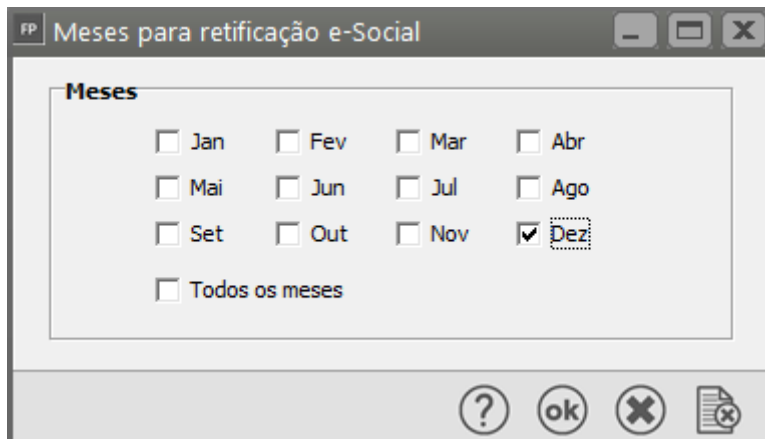 FP Meses para retificação e-Social
Meses
Jan Fev Mar Abr
Mai Jun Jul Ago
Set Out Nov Dez
Todos os meses
? ok